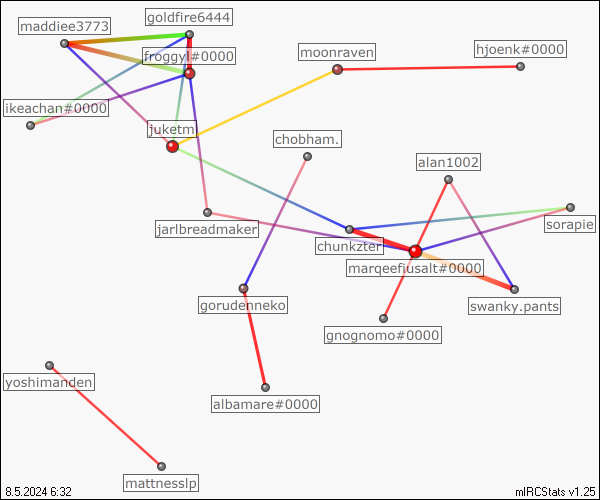 goldfire6444
maddiee3773
froggyl#0000
moonraven
hjoenk#0000
ikeachan#0000
juketm
chobham.
alan1002
jarlbreadmaker
sorapie
chunkzter
marqeefiusalt#0000
gorudenneko
swanky.pants
gnognomo#0000
yoshimanden
albamare#0000
mattnesslp
8.5.2024 6:32
mIRCStats v1.25